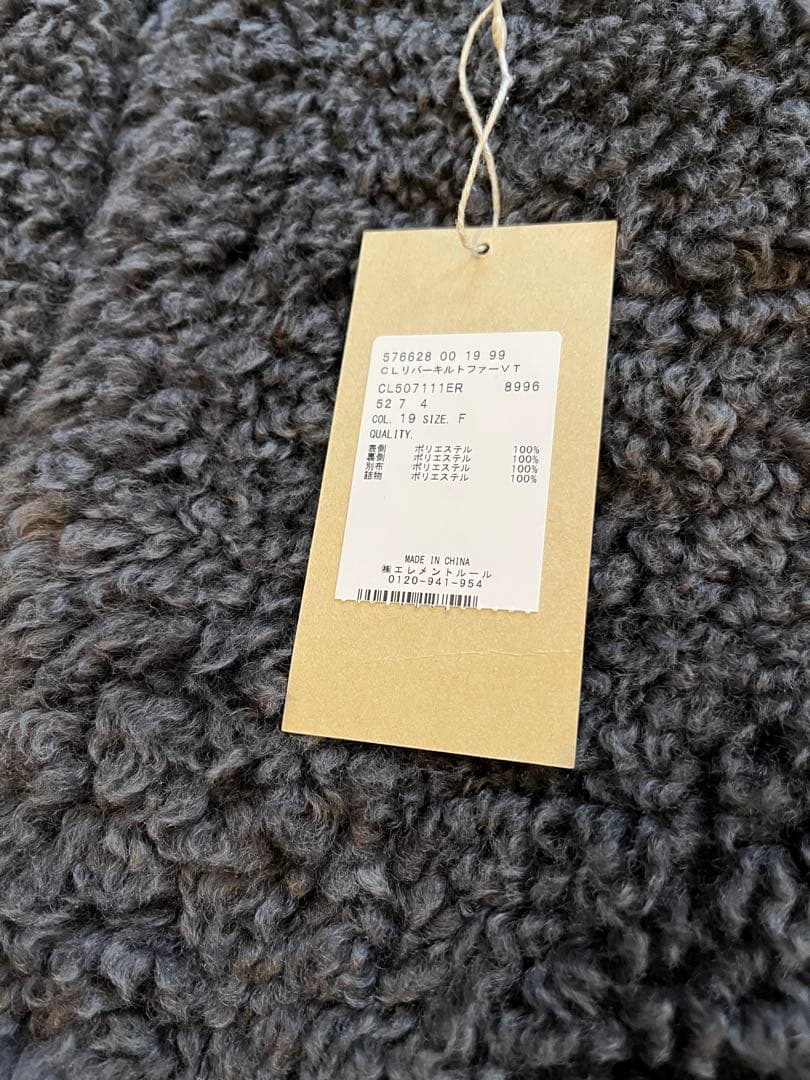 576628 00 19 99
CLリバーキルトファーVT
CL507111ER 8996
52 7 4
COL. 19 SIZE. F
QUALITY.
表側 ポリエステル 100%
裏側 ポリエステル 100%
別布 ポリエステル 100%
詰物 ポリエステル 100%
MADE IN CHINA
㈱エレメントルール
0120-941-954